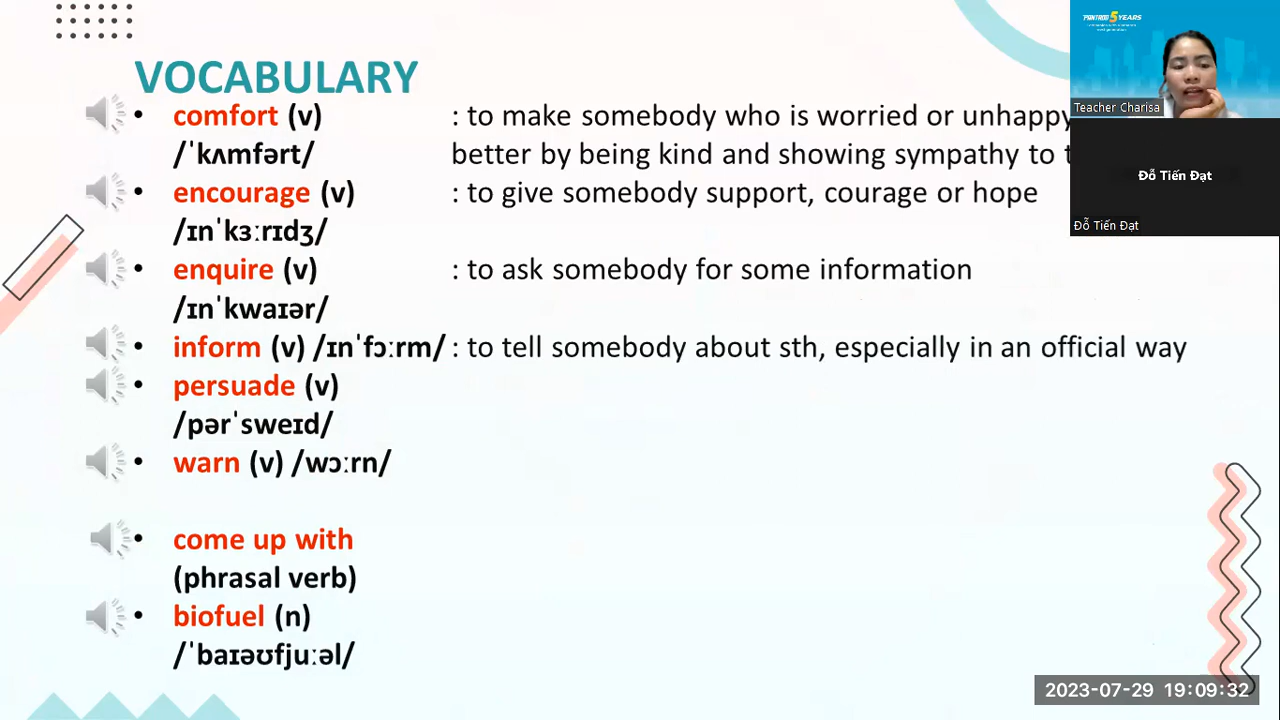 VOCABULARY
comfort (v) : to make somebody who is worried or unhappy
/ˈkʌmfərt/ better by being kind and showing sympathy to
encourage (v) : to give somebody support, courage or hope
/ɪnˈkɜːrɪdʒ/
enquire (v) : to ask somebody for some information
/ɪnˈkwaɪər/
inform (v) /ɪnˈfɔːrm/ : to tell somebody about sth, especially in an official way
persuade (v)
/pərˈsweɪd/
warn (v) /wɔːrn/
come up with
(phrasal verb)
biofuel (n)
/ˈbaɪəʊfjuːəl/
5 YEARS
Teacher Charisa
Đỗ Tiến Đạt
Đỗ Tiến Đạt
2023-07-29 19:09:32